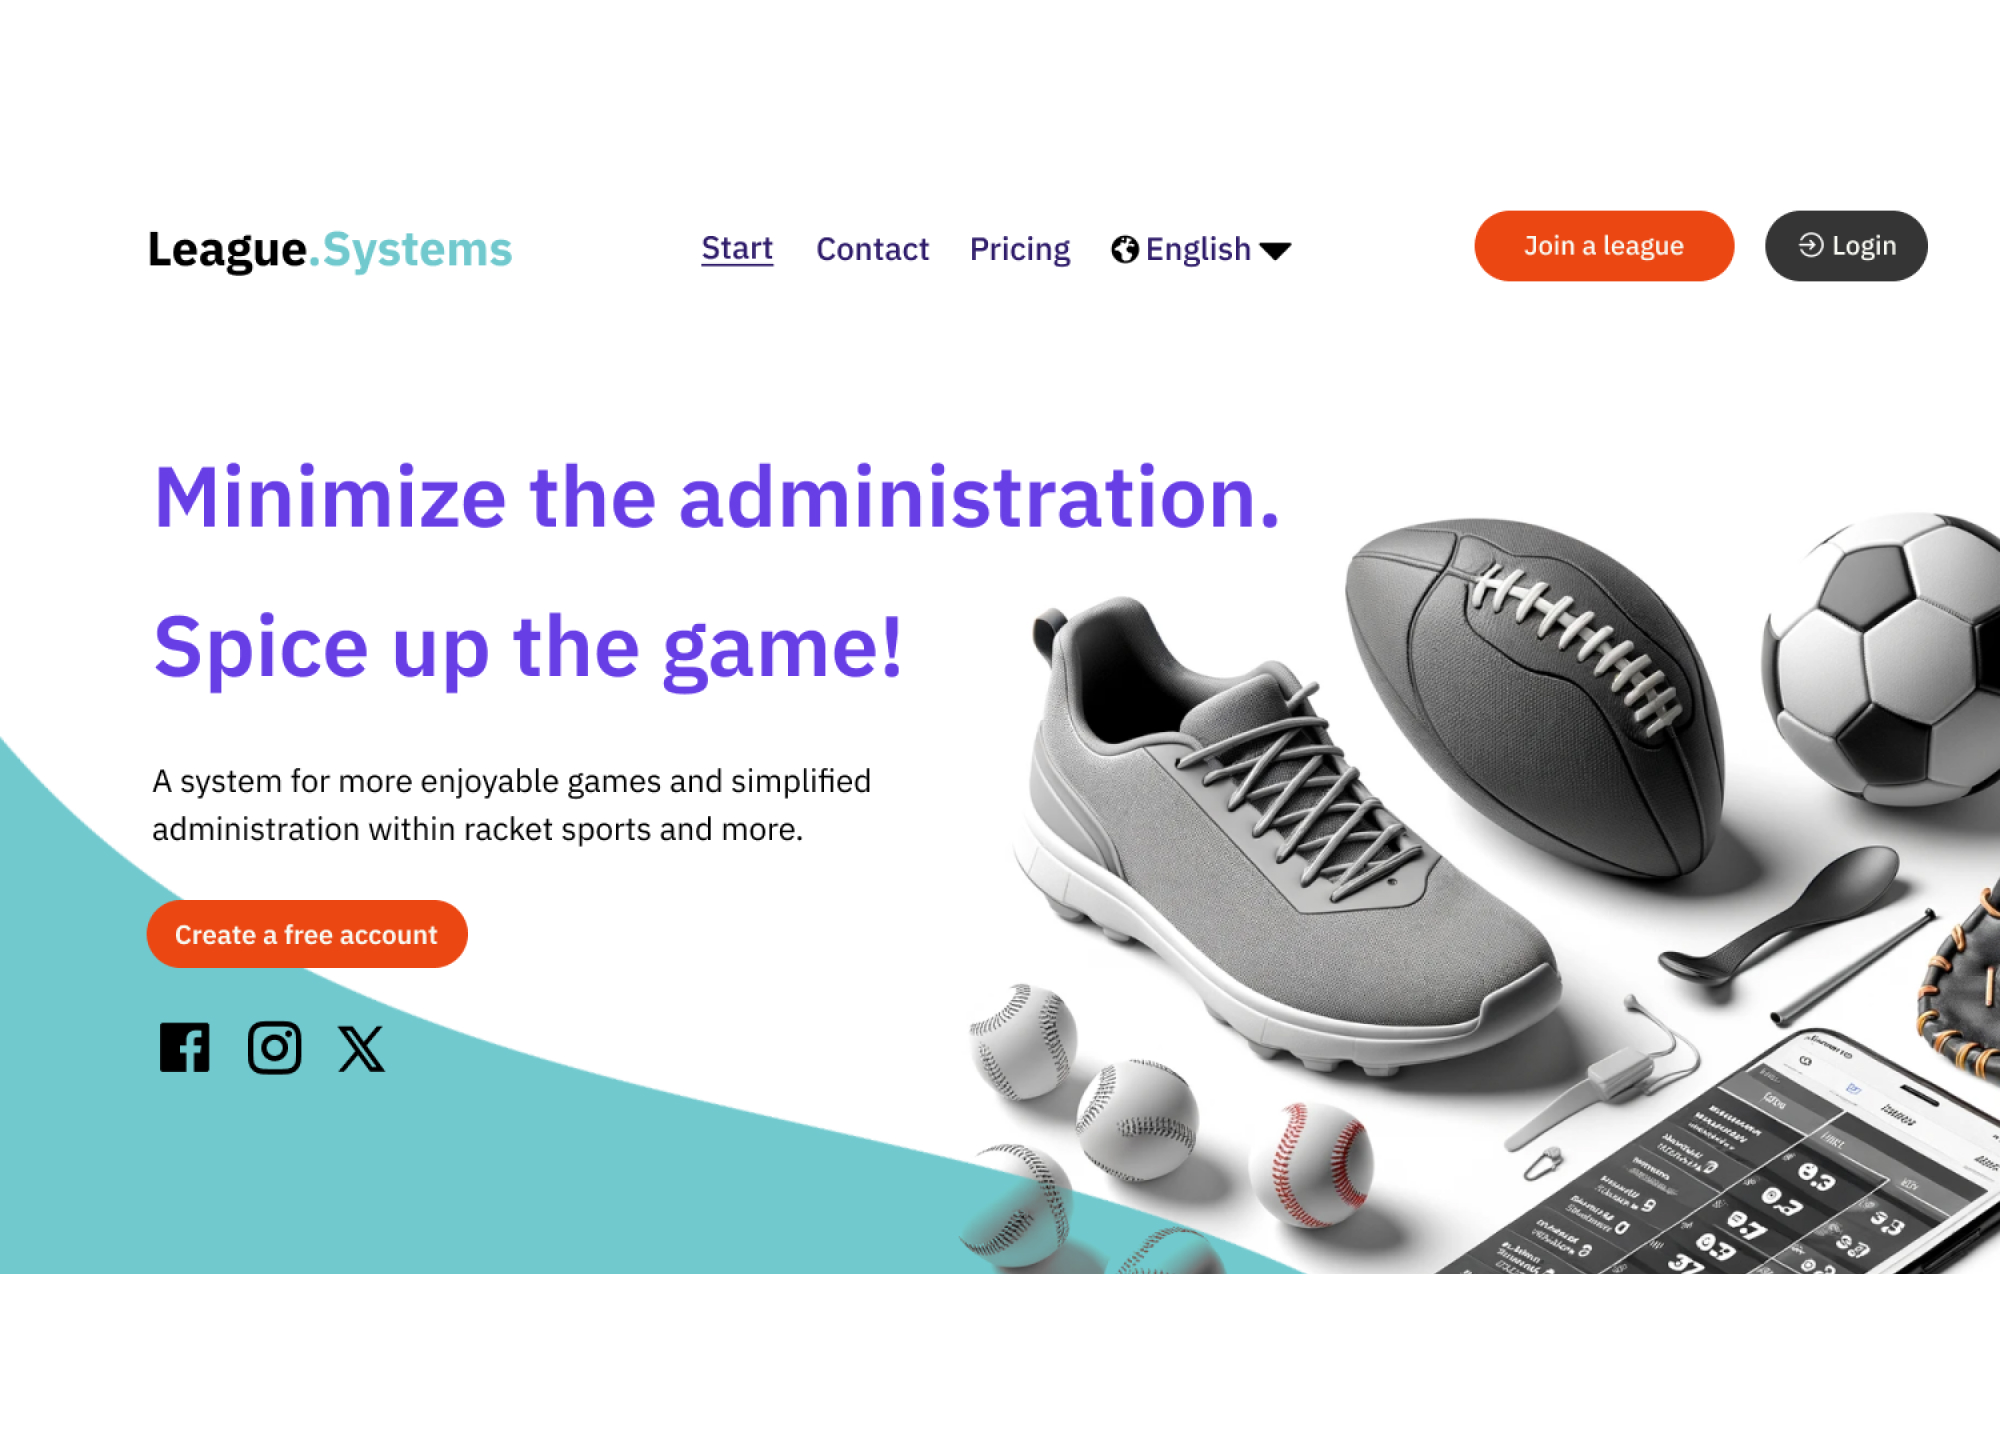 League.Systems
Start
Contact
Pricing
English
Join a league
Login
Minimize the administration.
Spice up the game!
A system for more enjoyable games and simplified
administration within racket sports and more.
Create a free account